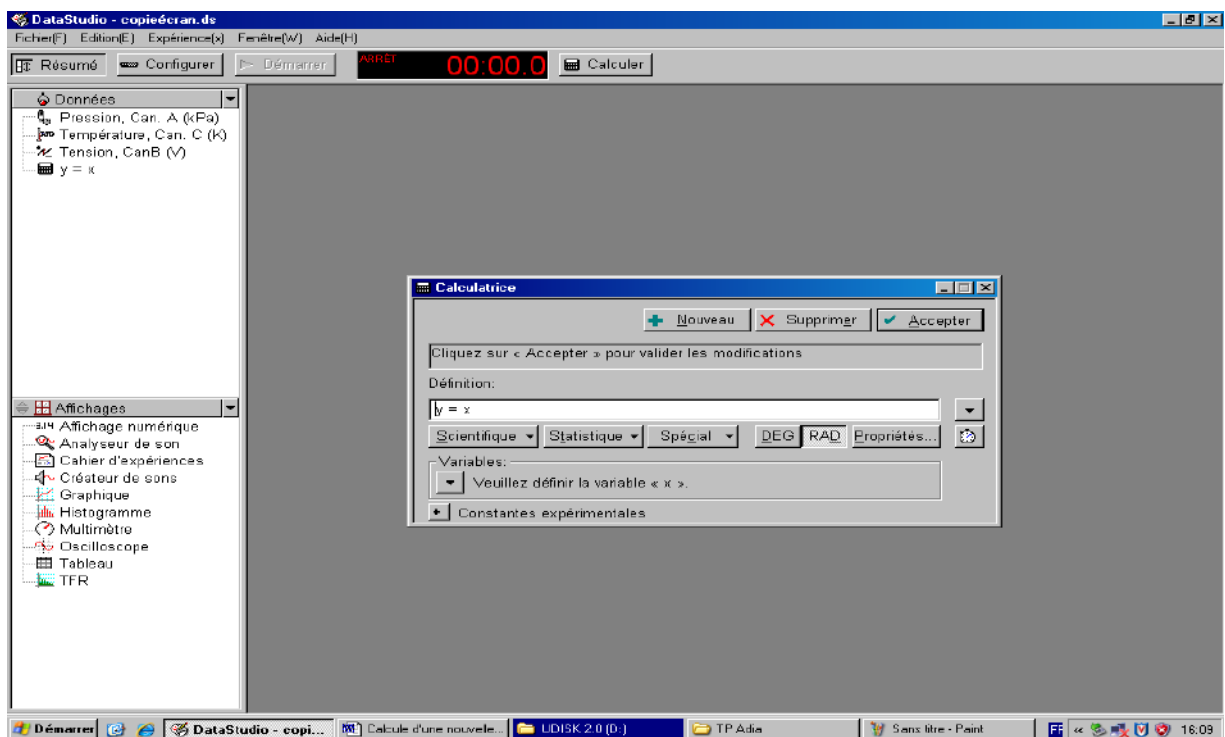 DataStudio - copieécran.ds
Fichier(F) Edition(E) Expérience(x) Fenêtre(W) Aide(H)
Résumé Configurer Démarrer ARRÊT 00:00.0 Calculer
Données
Pression, Can. A (kPa)
Température, Can. C (K)
Tension, CanB (V)
y = x
Calculatrice
Nouveau Supprimer Accepter
Cliquez sur « Accepter » pour valider les modifications
Définition:
y = x
Scientifique Statistique Spécial DEG RAD Propriétés...
Variables:
Veuillez définir la variable « x ».
Constantes expérimentales
Affichages
3.14 Affichage numérique
Analyseur de son
Cahier d'expériences
Créateur de sons
Graphique
Histogramme
Multimètre
Oscilloscope
Tableau
TFR
Démarrer DataStudio - copi... Calcule d'une nouvele... UDISK 2.0 (D:) TP Adia Sans titre - Paint FR « 16:09